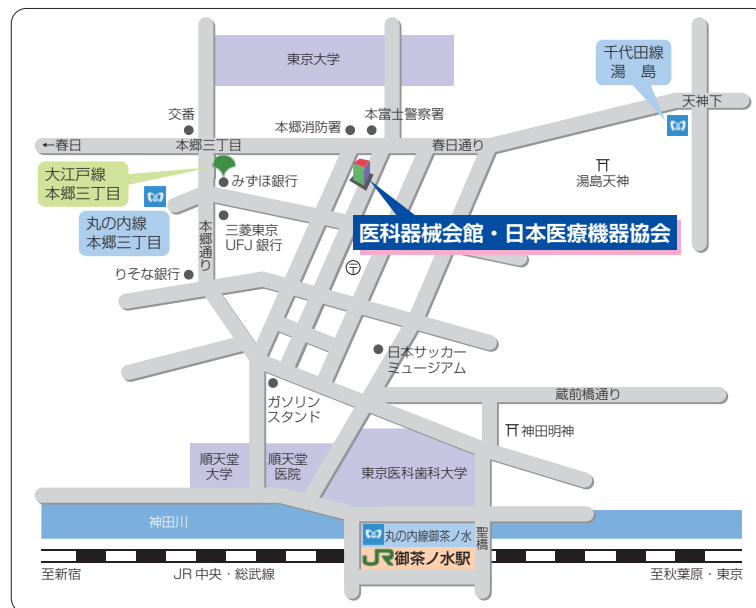 東京大学
千代田線
湯 島
天神下
交番
本郷消防署
本富士警察署
←春日
本郷三丁目
春日通り
大江戸線
本郷三丁目
みずほ銀行
湯島天神
丸の内線
本郷三丁目
本郷通り
三菱東京
UFJ 銀行
医科器械会館・日本医療機器協会
〒
りそな銀行
日本サッカー
ミュージアム
ガソリン
スタンド
蔵前橋通り
神田明神
順天堂
大学
順天堂
医院
東京医科歯科大学
神田川
丸の内線御茶ノ水
聖橋
JR御茶ノ水駅
至新宿
JR 中央・総武線
至秋葉原・東京